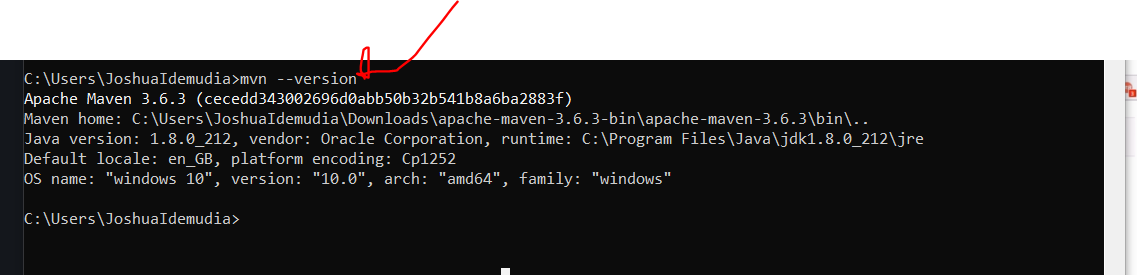 C:\Users\JoshuaIdemudia>mvn --version
Apache Maven 3.6.3 (cecedd343002696d0abb50b32b541b8a6ba2883f)
Maven home: C:\Users\JoshuaIdemudia\Downloads\apache-maven-3.6.3-bin\apache-maven-3.6.3\bin\..
Java version: 1.8.0_212, vendor: Oracle Corporation, runtime: C:\Program Files\Java\jdk1.8.0_212\jre
Default locale: en_GB, platform encoding: Cp1252
OS name: "windows 10", version: "10.0", arch: "amd64", family: "windows"
C:\Users\JoshuaIdemudia>